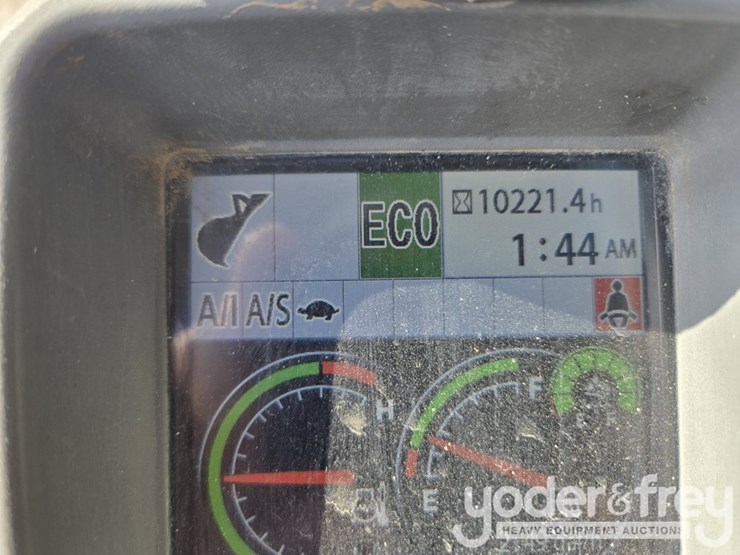 ECO
10221.4h
1:44 AM
A/I A/S
H
F
E
yoder&frey
HEAVY EQUIPMENT AUCTIONS